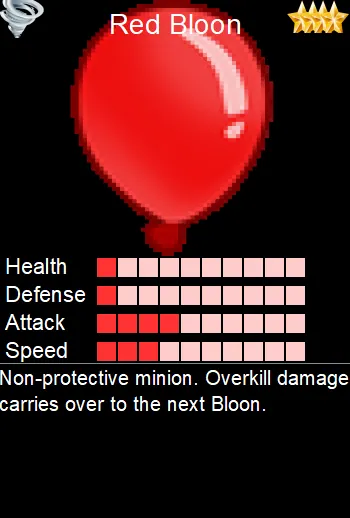 Red Bloon
Health
Defense
Attack
Speed
Non-protective minion. Overkill damage
carries over to the next Bloon.